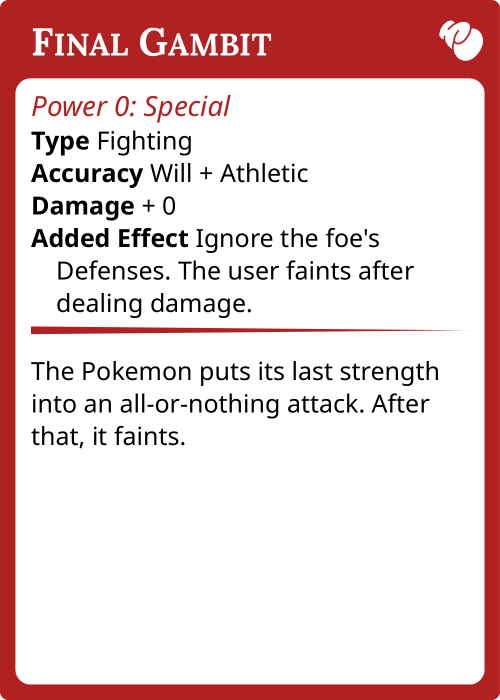 Final Gambit
Power 0: Special
Type Fighting
Accuracy Will + Athletic
Damage + 0
Added Effect Ignore the foe's
Defenses. The user faints after
dealing damage.
The Pokemon puts its last strength
into an all-or-nothing attack. After
that, it faints.